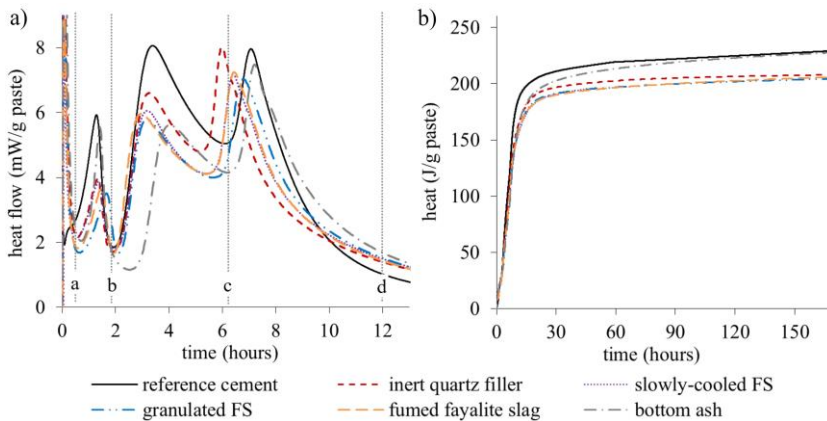 a)
heat flow (mW/g paste)
8
6
4
2
0
a b c d
0 2 4 6 8 10 12
time (hours)
b)
heat (J/g paste)
250
200
150
100
50
0
0 30 60 90 120 150
time (hours)
reference cement inert quartz filler slowly-cooled FS
granulated FS fumed fayalite slag bottom ash